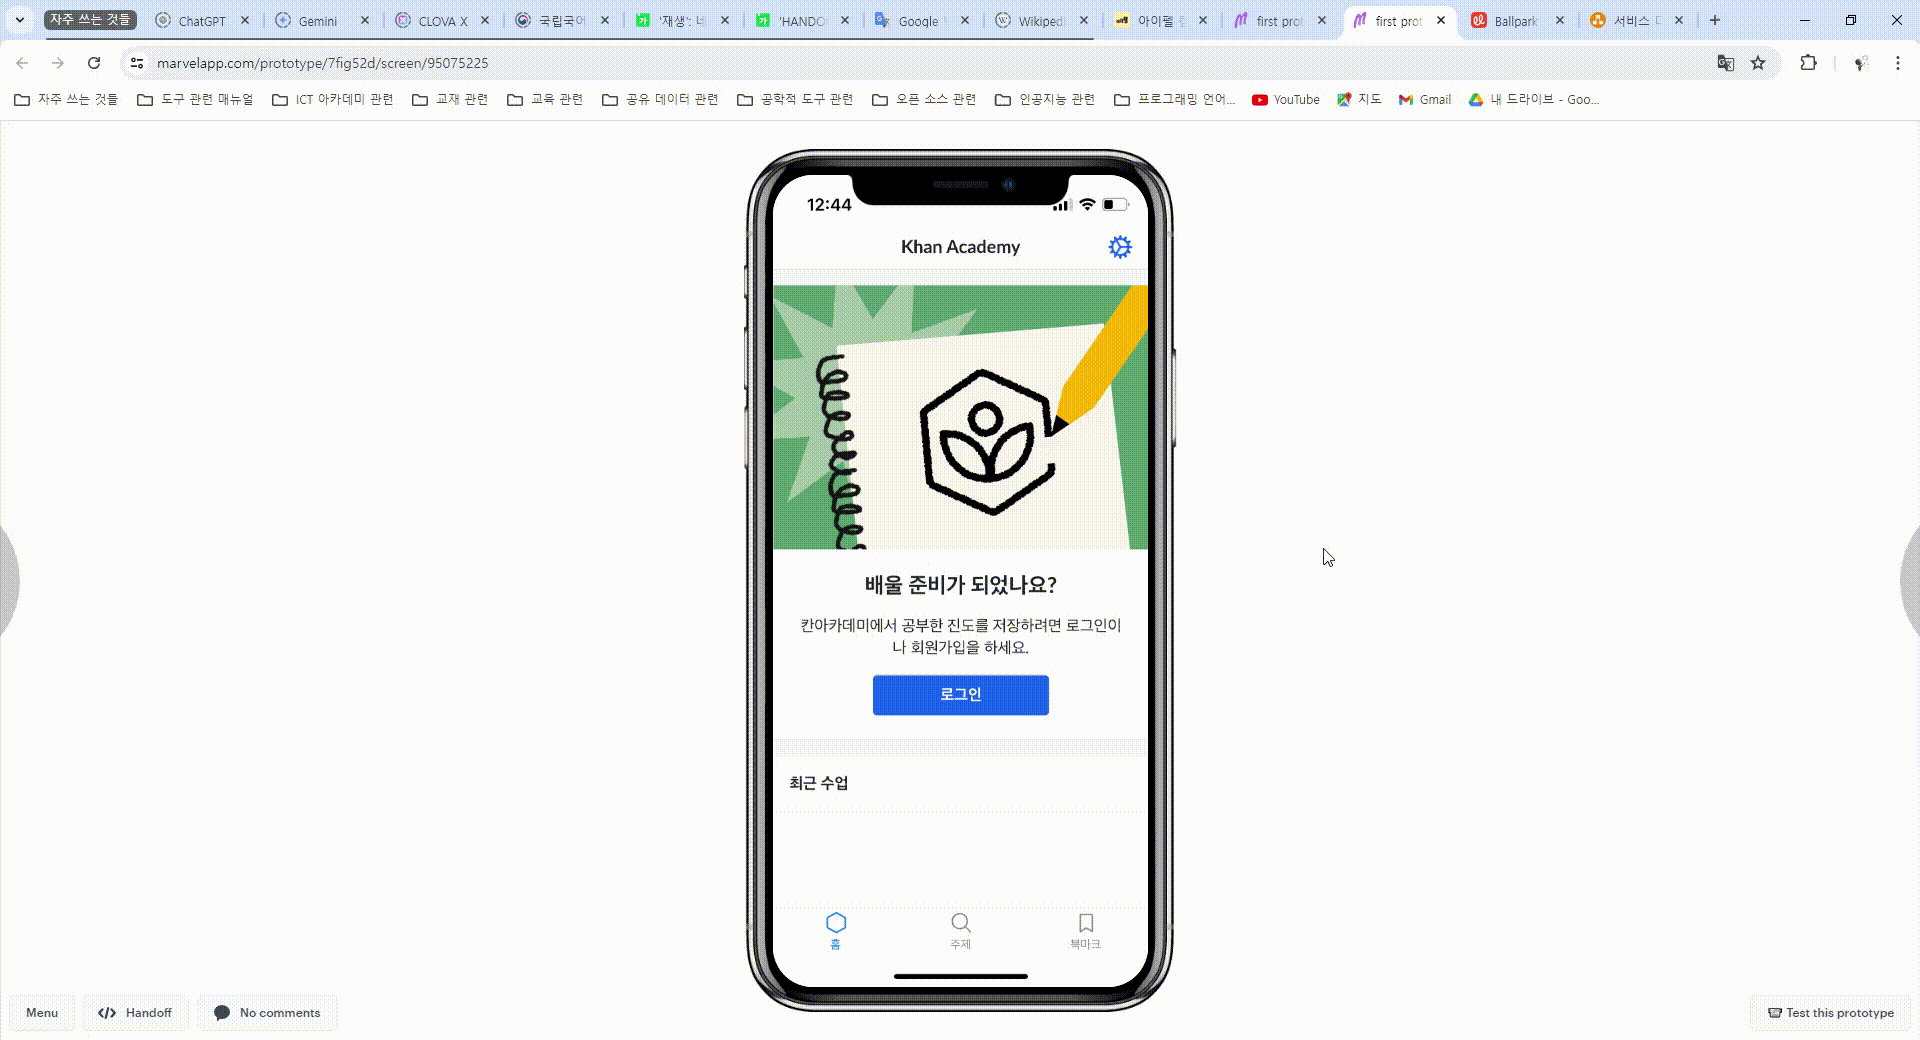 자주 쓰는 것들
ChatGPT
Gemini
CLOVA X
국립국어
'재생': 네
'HANDO
Google
Wikiped
아이펠
first prot
first prot
Ballpark
서비스
marvelapp.com/prototype/7fig52d/screen/95075225
자주 쓰는 것들
도구 관련 매뉴얼
ICT 아카데미 관련
교재 관련
교육 관련
공유 데이터 관련
공학적 도구 관련
오픈 소스 관련
인공지능 관련
프로그래밍 언어...
YouTube
지도
Gmail
내 드라이브 - Goo...
12:44
Khan Academy
배울 준비가 되었나요?
칸아카데미에서 공부한 진도를 저장하려면 로그인이
나 회원가입을 하세요.
로그인
최근 수업
홈
주제
북마크
Menu
Handoff
No comments
Test this prototype